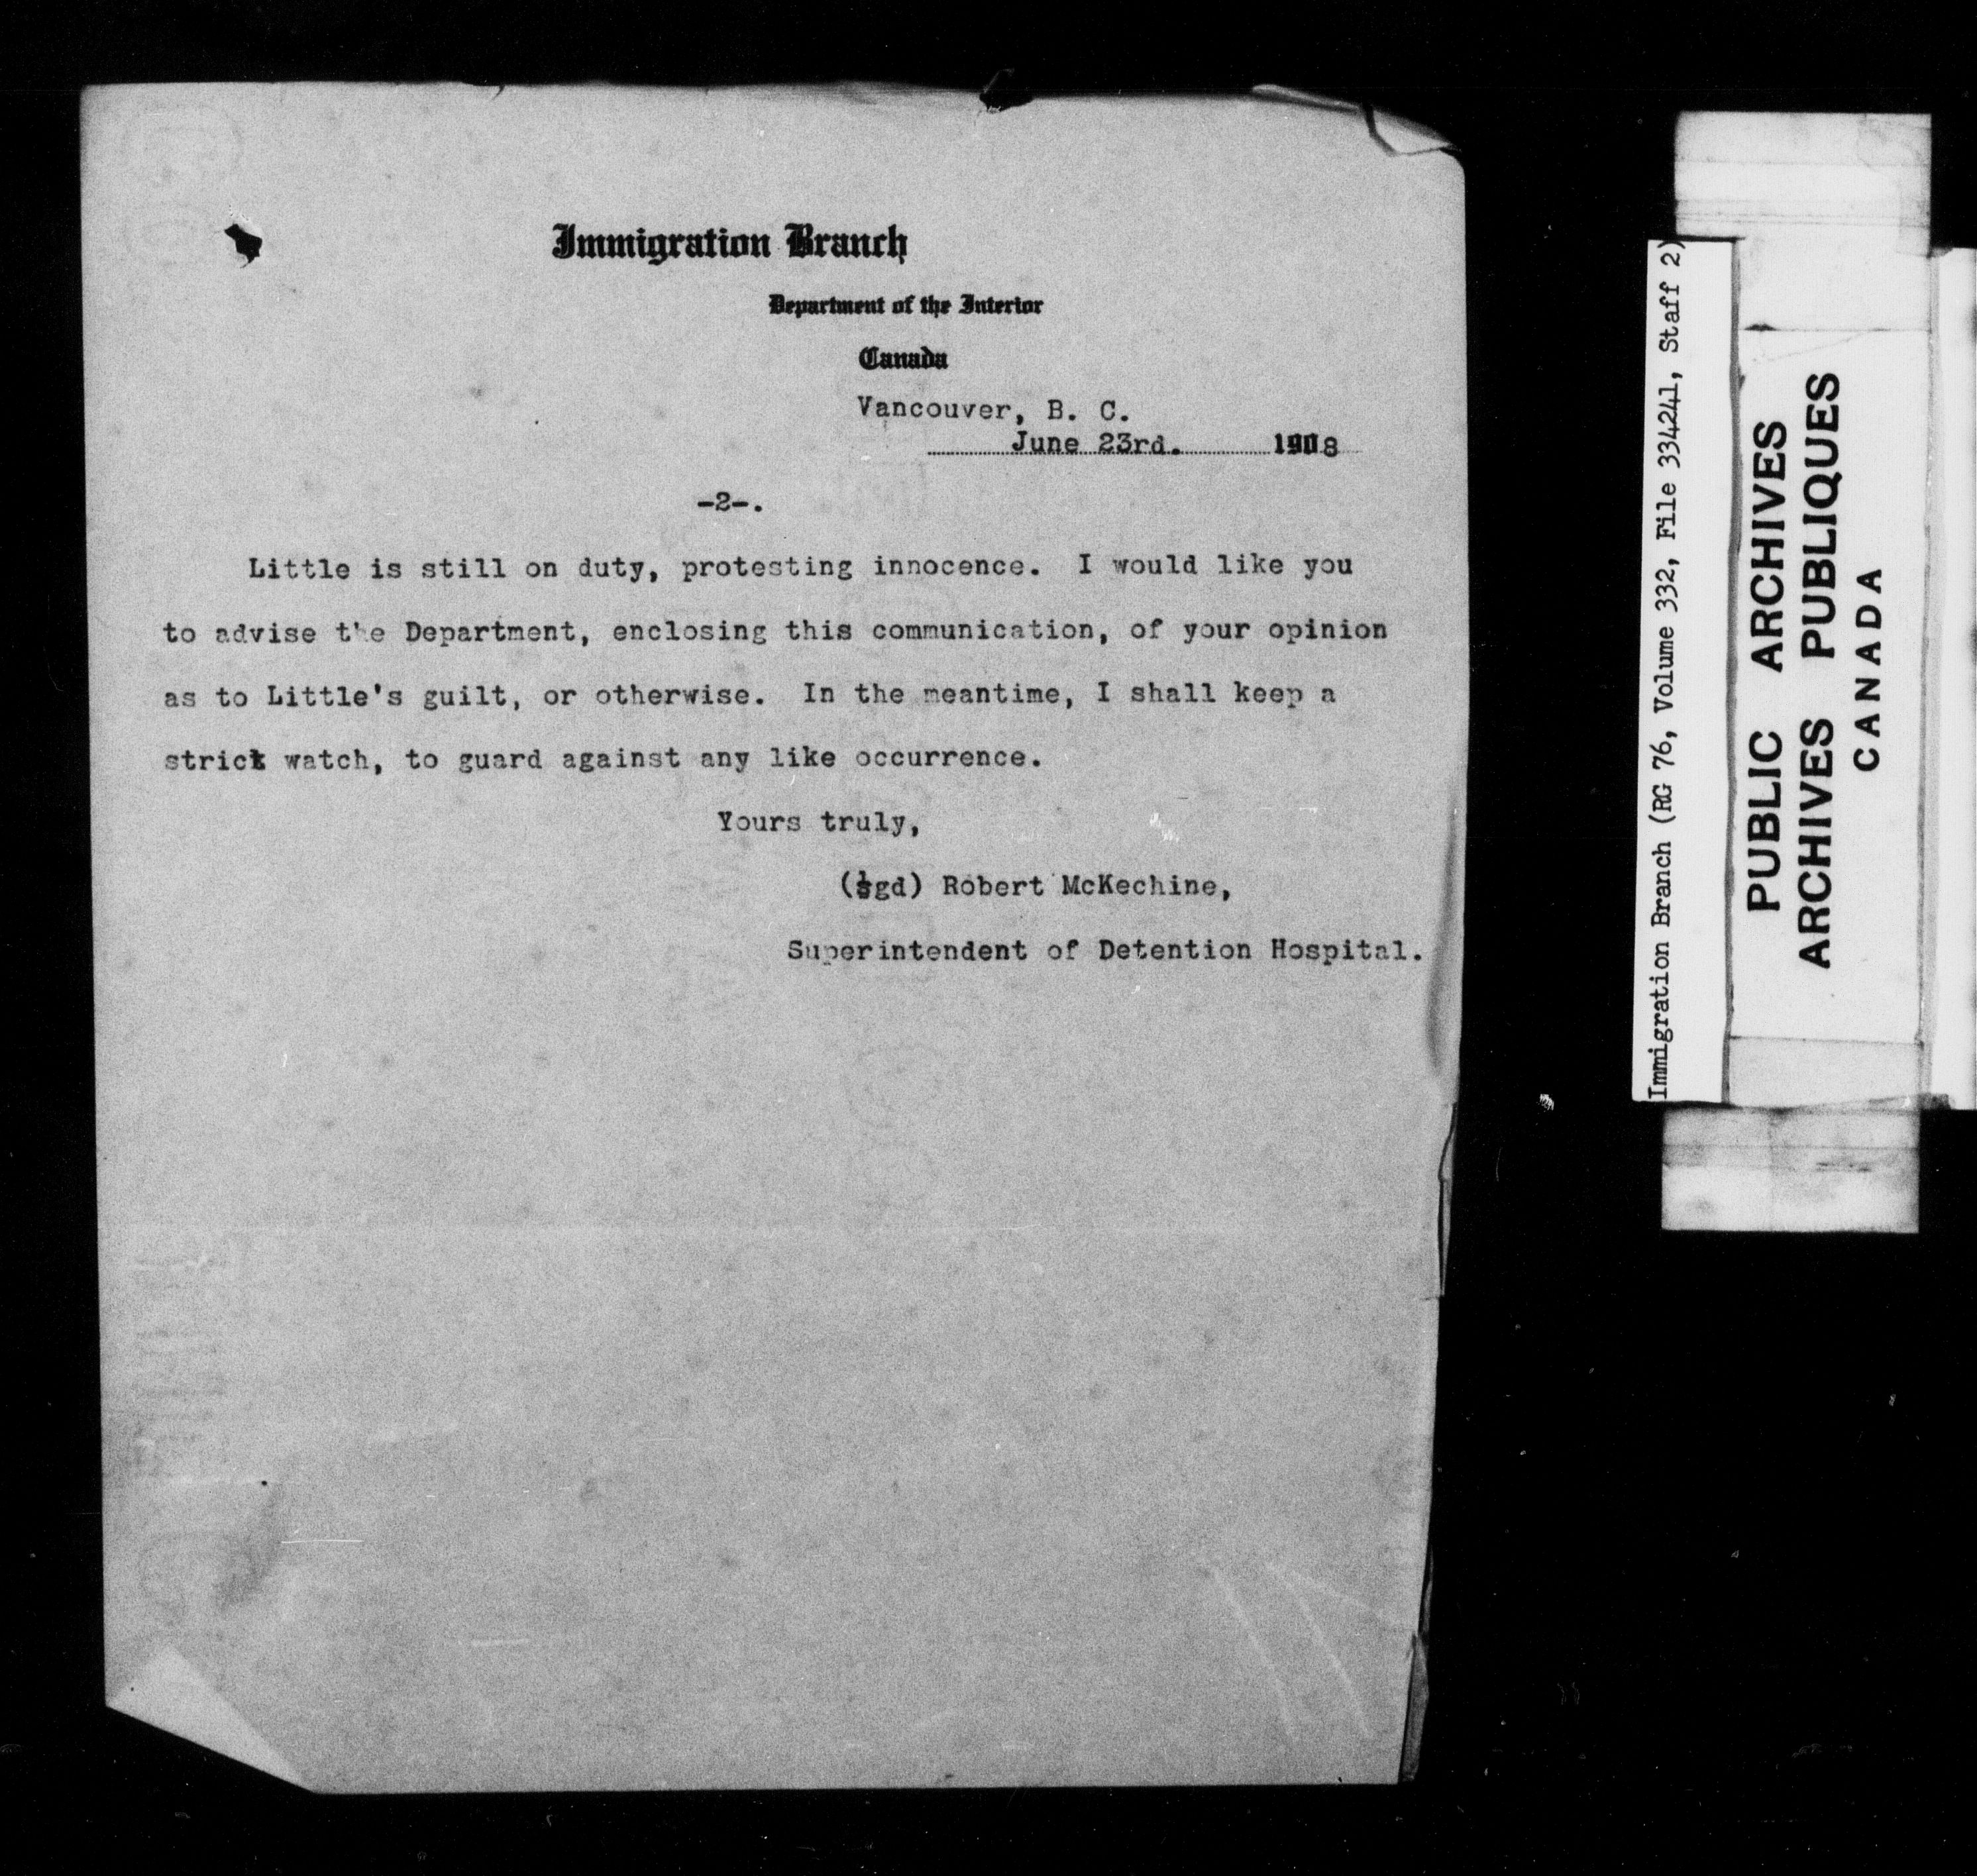 Immigration Branch
Department of the Interior
Canada
Vancouver, B. C.
June 23rd. 1908
-2-.
Little is still on duty, protesting innocence. I would like you
to advise the Department, enclosing this communication, of your opinion
as to Little's guilt, or otherwise. In the meantime, I shall keep a
strict watch, to guard against any like occurrence.
Yours truly,
(sgd) Robert McKechine,
Superintendent of Detention Hospital.
Immigration Branch (RG 76, Volume 332, File 334241, Staff 2)
PUBLIC ARCHIVES
ARCHIVES PUBLIQUES
CANADA